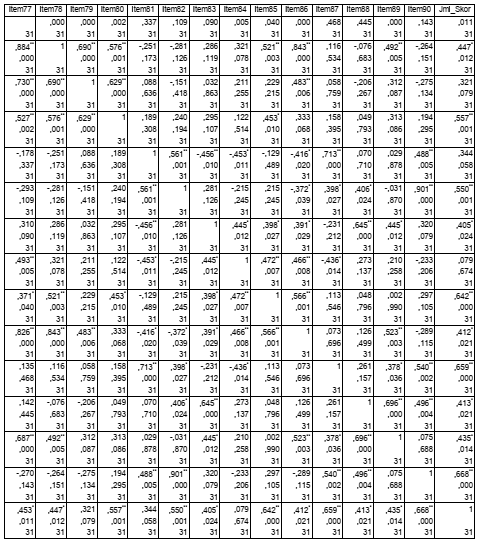 Item77 Item78 Item79 Item80 Item81 Item82 Item83 Item84 Item85 Item86 Item87 Item88 Item89 Item90 Jml_Skor
,000 ,000 ,002 ,337 ,109 ,090 ,005 ,040 ,000 ,468 ,445 ,000 ,143 ,011
31 31 31 31 31 31 31 31 31 31 31 31 31 31 31
,884** 1 ,690** ,576** -,251 -,281 ,286 ,321 ,521** ,843** ,116 -,076 ,492** -,264 ,447*
,000 ,000 ,001 ,173 ,126 ,119 ,078 ,003 ,000 ,534 ,683 ,005 ,151 ,012
31 31 31 31 31 31 31 31 31 31 31 31 31 31 31
,730** ,690** 1 ,629** ,088 -,151 ,032 ,211 ,229 ,483** ,058 -,206 ,312 -,275 ,321
,000 ,000 ,000 ,636 ,418 ,863 ,255 ,215 ,006 ,759 ,267 ,087 ,134 ,079
31 31 31 31 31 31 31 31 31 31 31 31 31 31 31
,527** ,576** ,629** 1 ,189 ,240 ,295 ,122 ,453* ,333 ,158 ,049 ,313 ,194 ,557**
,002 ,001 ,000 ,308 ,194 ,107 ,514 ,010 ,068 ,395 ,793 ,086 ,295 ,001
31 31 31 31 31 31 31 31 31 31 31 31 31 31 31
-,178 -,251 ,088 ,189 1 ,561** -,456** -,453* -,129 -,416* ,713** ,070 ,029 ,488** ,344
,337 ,173 ,636 ,308 ,001 ,010 ,011 ,489 ,020 ,000 ,710 ,878 ,005 ,058
31 31 31 31 31 31 31 31 31 31 31 31 31 31 31
-,293 -,281 -,151 ,240 ,561** 1 ,281 -,215 ,215 -,372* ,398* ,406* -,031 ,901** ,550**
,109 ,126 ,418 ,194 ,001 ,126 ,245 ,245 ,039 ,027 ,024 ,870 ,000 ,001
31 31 31 31 31 31 31 31 31 31 31 31 31 31 31
,310 ,286 ,032 ,295 -,456** ,281 1 ,445* ,398* ,391* -,231 ,645** ,445* ,320 ,405*
,090 ,119 ,863 ,107 ,010 ,126 ,012 ,027 ,029 ,212 ,000 ,012 ,079 ,024
31 31 31 31 31 31 31 31 31 31 31 31 31 31 31
,493** ,321 ,211 ,122 -,453* -,215 ,445* 1 ,472** ,466** -,436* ,273 ,210 -,233 ,079
,005 ,078 ,255 ,514 ,011 ,245 ,012 ,007 ,008 ,014 ,137 ,258 ,206 ,674
31 31 31 31 31 31 31 31 31 31 31 31 31 31 31
,371* ,521** ,229 ,453* -,129 ,215 ,398* ,472** 1 ,566** ,113 ,048 ,002 ,297 ,642**
,040 ,003 ,215 ,010 ,489 ,245 ,027 ,007 ,001 ,546 ,796 ,990 ,105 ,000
31 31 31 31 31 31 31 31 31 31 31 31 31 31 31
,826** ,843** ,483** ,333 -,416* -,372* ,391* ,466** ,566** 1 ,073 ,126 ,523** -,289 ,412*
,000 ,000 ,006 ,068 ,020 ,039 ,029 ,008 ,001 ,696 ,499 ,003 ,115 ,021
31 31 31 31 31 31 31 31 31 31 31 31 31 31 31
,135 ,116 ,058 ,158 ,713** ,398* -,231 -,436* ,113 ,073 1 ,261 ,378* ,540** ,659**
,468 ,534 ,759 ,395 ,000 ,027 ,212 ,014 ,546 ,696 ,157 ,036 ,002 ,000
31 31 31 31 31 31 31 31 31 31 31 31 31 31 31
,142 -,076 -,206 ,049 ,070 ,406* ,645** ,273 ,048 ,126 ,261 1 ,696** ,496** ,413*
,445 ,683 ,267 ,793 ,710 ,024 ,000 ,137 ,796 ,499 ,157 ,000 ,004 ,021
31 31 31 31 31 31 31 31 31 31 31 31 31 31 31
,687** ,492** ,312 ,313 ,029 -,031 ,445* ,210 ,002 ,523** ,378* ,696** 1 ,075 ,435*
,000 ,005 ,087 ,086 ,878 ,870 ,012 ,258 ,990 ,003 ,036 ,000 ,688 ,014
31 31 31 31 31 31 31 31 31 31 31 31 31 31 31
-,270 -,264 -,275 ,194 ,488** ,901** ,320 -,233 ,297 -,289 ,540** ,496** ,075 1 ,668**
,143 ,151 ,134 ,295 ,005 ,000 ,079 ,206 ,105 ,115 ,002 ,004 ,688 ,000
31 31 31 31 31 31 31 31 31 31 31 31 31 31 31
,453* ,447* ,321 ,557** ,344 ,550** ,405* ,079 ,642** ,412* ,659** ,413* ,435* ,668** 1
,011 ,012 ,079 ,001 ,058 ,001 ,024 ,674 ,000 ,021 ,000 ,021 ,014 ,000
31 31 31 31 31 31 31 31 31 31 31 31 31 31 31